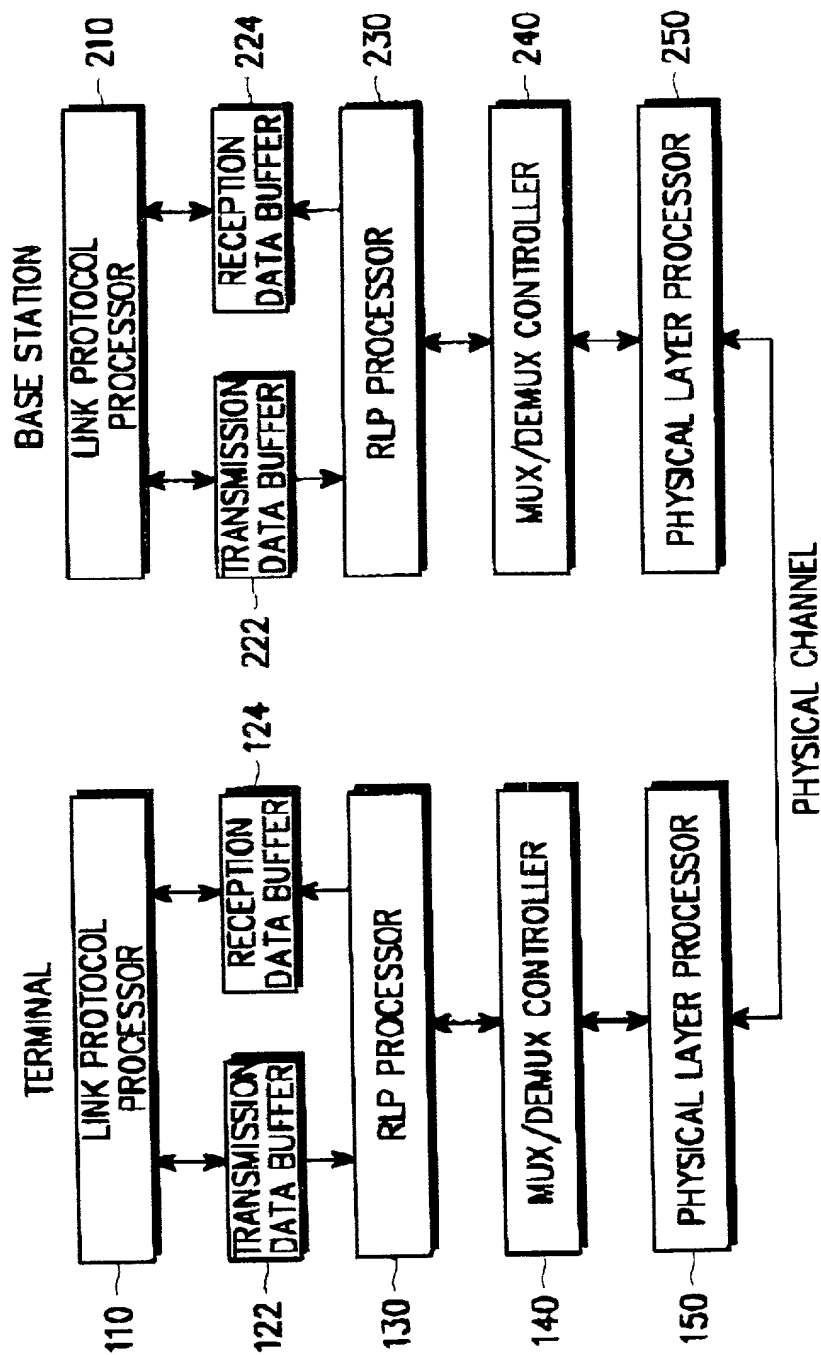 TERMINAL
110
LINK PROTOCOL
PROCESSOR
122
TRANSMISSION
DATA BUFFER
RECEPTION
DATA BUFFER
124
130
RLP PROCESSOR
140
MUX/DEMUX CONTROLLER
150
PHYSICAL LAYER PROCESSOR
BASE STATION
LINK PROTOCOL
PROCESSOR
210
222
TRANSMISSION
DATA BUFFER
RECEPTION
DATA BUFFER
224
RLP PROCESSOR
230
MUX/DEMUX CONTROLLER
240
PHYSICAL LAYER PROCESSOR
250
PHYSICAL CHANNEL